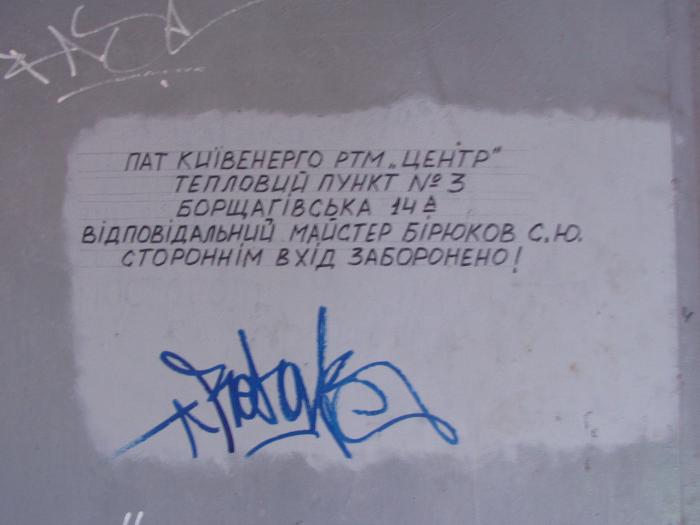 ПАТ КИЇВЕНЕРГО РТМ „ЦЕНТР"
ТЕПЛОВИЙ ПУНКТ № 3
БОРЩАГІВСЬКА 14 А
ВІДПОВІДАЛЬНИЙ МАЙСТЕР БІРЮКОВ С.Ю.
СТОРОННІМ ВХІД ЗАБОРОНЕНО!